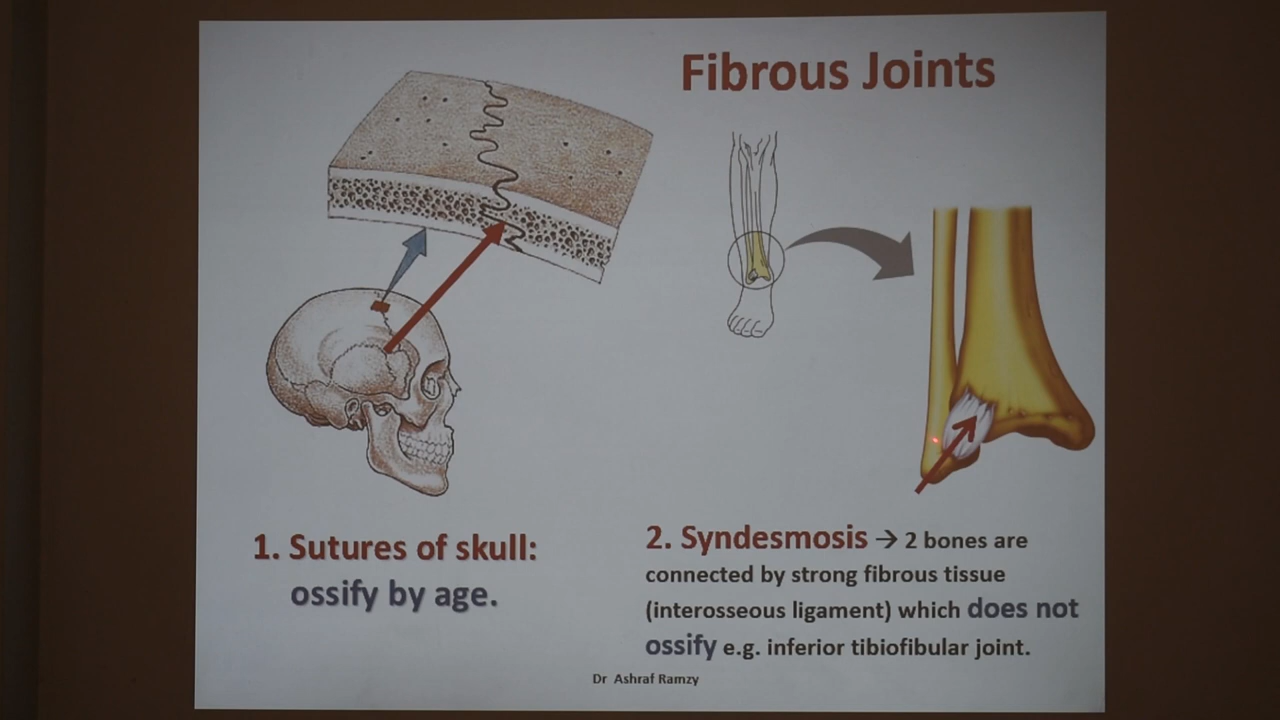 Fibrous Joints
1. Sutures of skull:
ossify by age.
2. Syndesmosis → 2 bones are
connected by strong fibrous tissue
(interosseous ligament) which does not
ossify e.g. inferior tibiofibular joint.
Dr Ashraf Ramzy